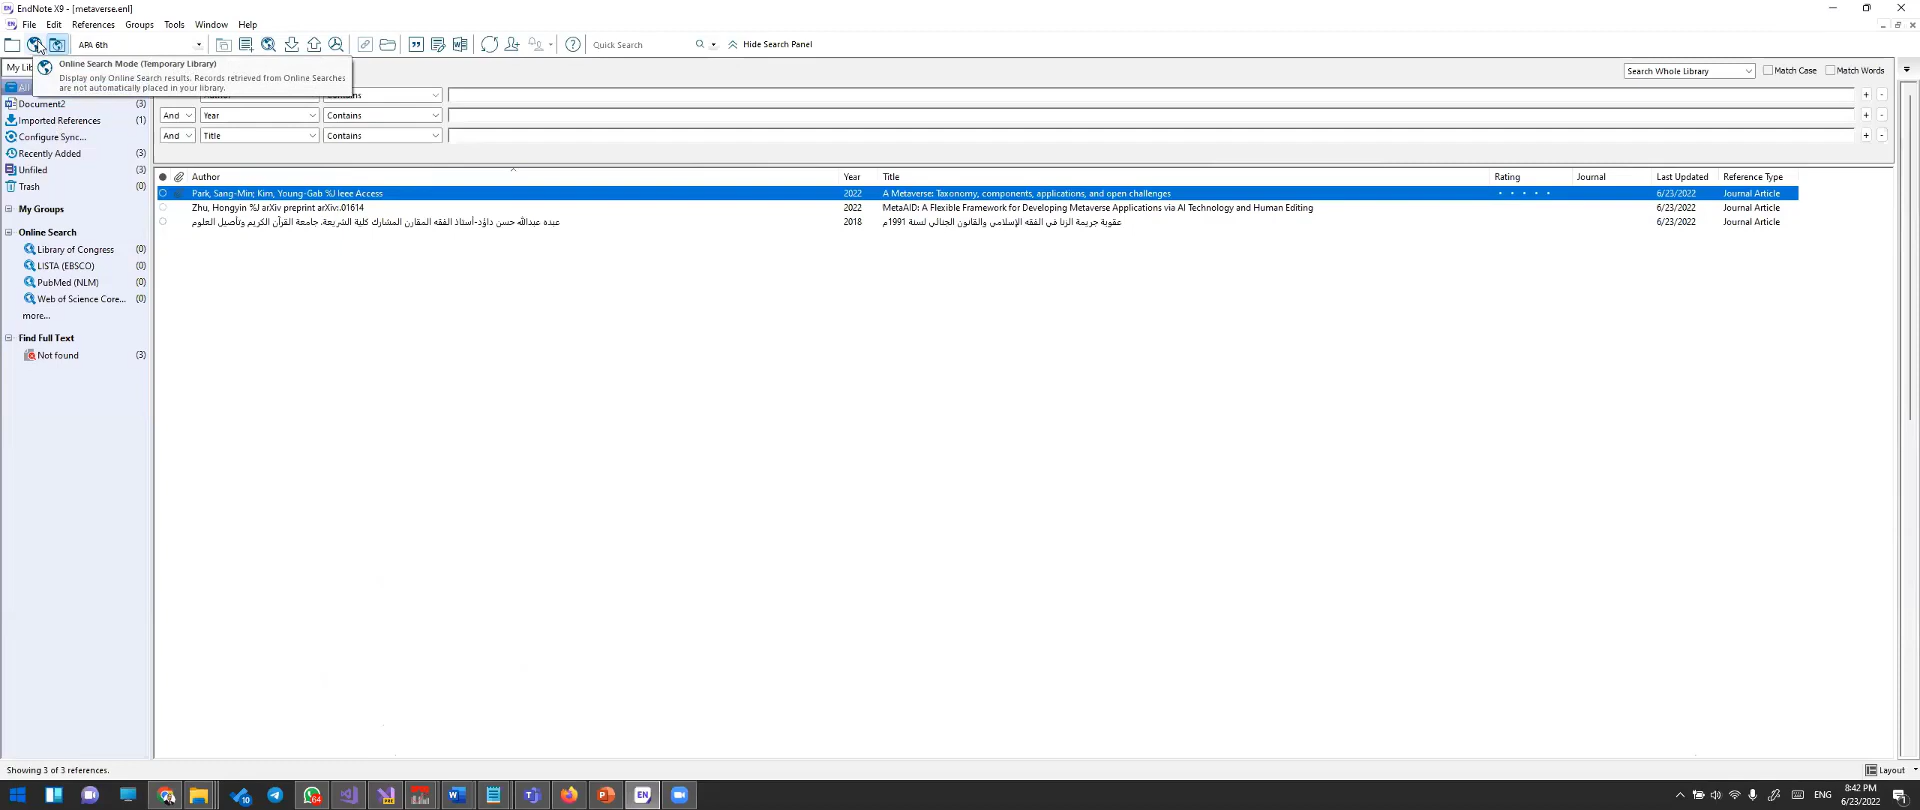 EndNote X9 - [metaverse.enl]
File Edit References Groups Tools Window Help
APA 6th Quick Search Hide Search Panel
Online Search Mode (Temporary Library)
Display only Online Search results. Records retrieved from Online Searches
are not automatically placed in your library.
My Lib
Search Whole Library Match Case Match Words
Contains
And Year Contains
And Title Contains
Document2 (3)
Imported References (1)
Configure Sync...
Recently Added (3)
Unfiled (3)
Trash (0)
My Groups
Online Search
Library of Congress (0)
LISTA (EBSCO) (0)
PubMed (NLM) (0)
Web of Science Core... (0)
more...
Find Full Text
Not found (3)
Author Year Title Rating Journal Last Updated Reference Type
Park, Sang-Min; Kim, Young-Gab %J Ieee Access 2022 A Metaverse: Taxonomy, components, applications, and open challenges 6/23/2022 Journal Article
Zhu, Hongyin %J arXiv preprint arXiv:.01614 2022 MetaAID: A Flexible Framework for Developing Metaverse Applications via AI Technology and Human Editing 6/23/2022 Journal Article
عبده عبدالله حسن داؤد-أستاذ الفقه المقارن المشارك كلية الشريعة، جامعة القرآن الكريم وتأصيل العلوم 2018 عقوبة جريمة الزنا في الفقه الإسلامي والقانون الجنائي لسنة 1991م 6/23/2022 Journal Article
Showing 3 of 3 references.
Layout
10
64
ENG
8:42 PM
6/23/2022